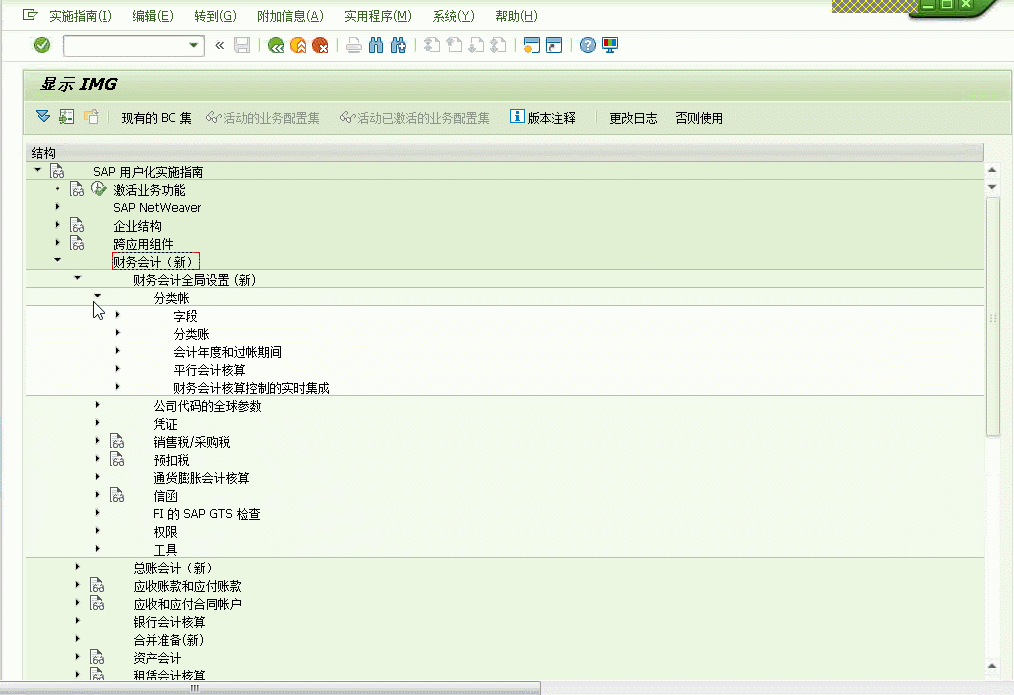 实施指南(I) 编辑(E) 转到(G) 附加信息(A) 实用程序(M) 系统(Y) 帮助(H)
显示 IMG
现有的 BC 集 活动的业务配置集 活动已激活的业务配置集 版本注释 更改日志 否则使用
结构
SAP 用户化实施指南
激活业务功能
SAP NetWeaver
企业结构
跨应用组件
财务会计（新）
财务会计全局设置 (新)
分类帐
字段
分类账
会计年度和过帐期间
平行会计核算
财务会计核算控制的实时集成
公司代码的全球参数
凭证
销售税/采购税
预扣税
通货膨胀会计核算
信函
FI 的 SAP GTS 检查
权限
工具
总账会计（新）
应收账款和应付账款
应收和应付合同帐户
银行会计核算
合并准备(新)
资产会计
租赁会计核算